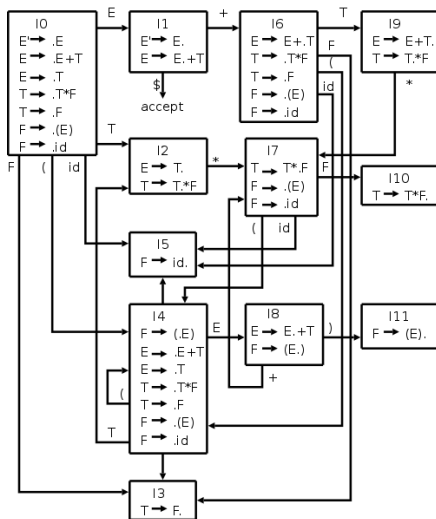 I0
E' → .E
E → .E+T
E → .T
T → .T*F
T → .F
F → .(E)
F → .id
E
I1
E' → E.
E → E.+T
$
accept
+
I6
E → E+.T
T → .T*F
T → .F
F → .(E)
F → .id
T
F
(
id
I9
E → E+T.
T → T.*F
*
T
I2
E → T.
T → T.*F
*
I7
T → T*.F
F → .(E)
F → .id
F
I10
T → T*F.
F
(
id
I5
F → id.
(
id
I4
F → (.E)
E → .E+T
E → .T
T → .T*F
T → .F
F → .(E)
F → .id
(
T
E
I8
E → E.+T
F → (E.)
+
)
I11
F → (E).
I3
T → F.